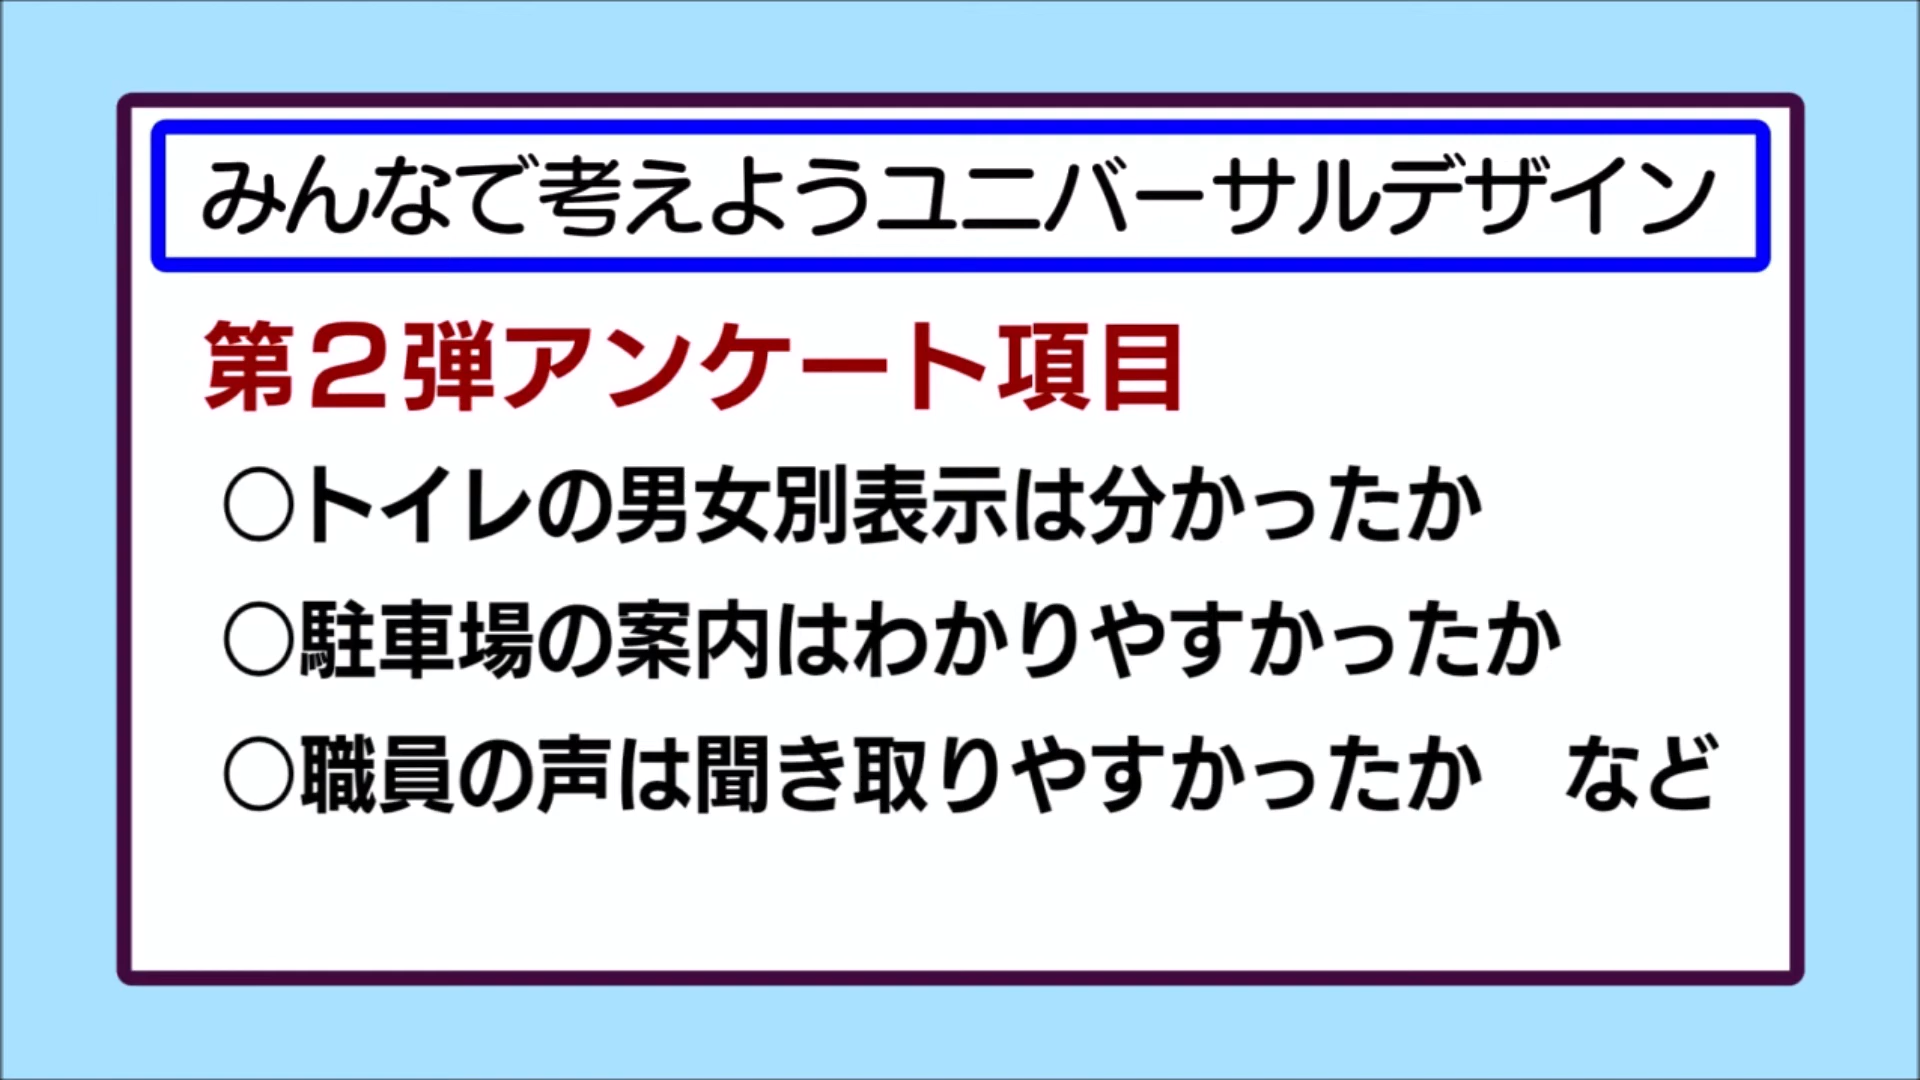 みんなで考えようユニバーサルデザイン
第２弾アンケート項目
○トイレの男女別表示は分かったか
○駐車場の案内はわかりやすかったか
○職員の声は聞き取りやすかったか　など